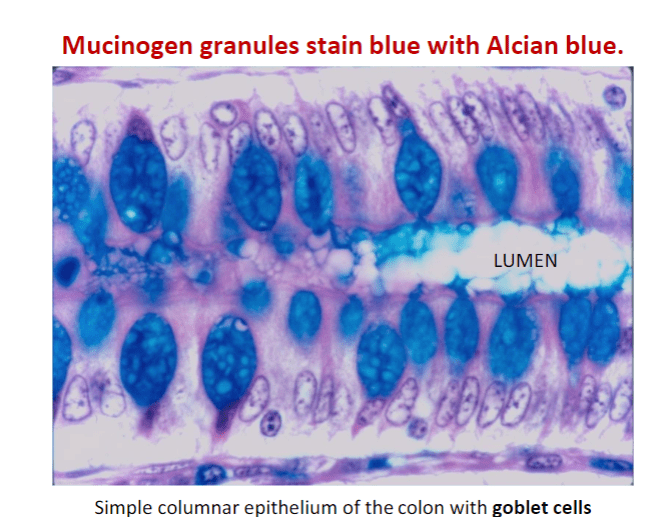 Mucinogen granules stain blue with Alcian blue.
LUMEN
Simple columnar epithelium of the colon with goblet cells